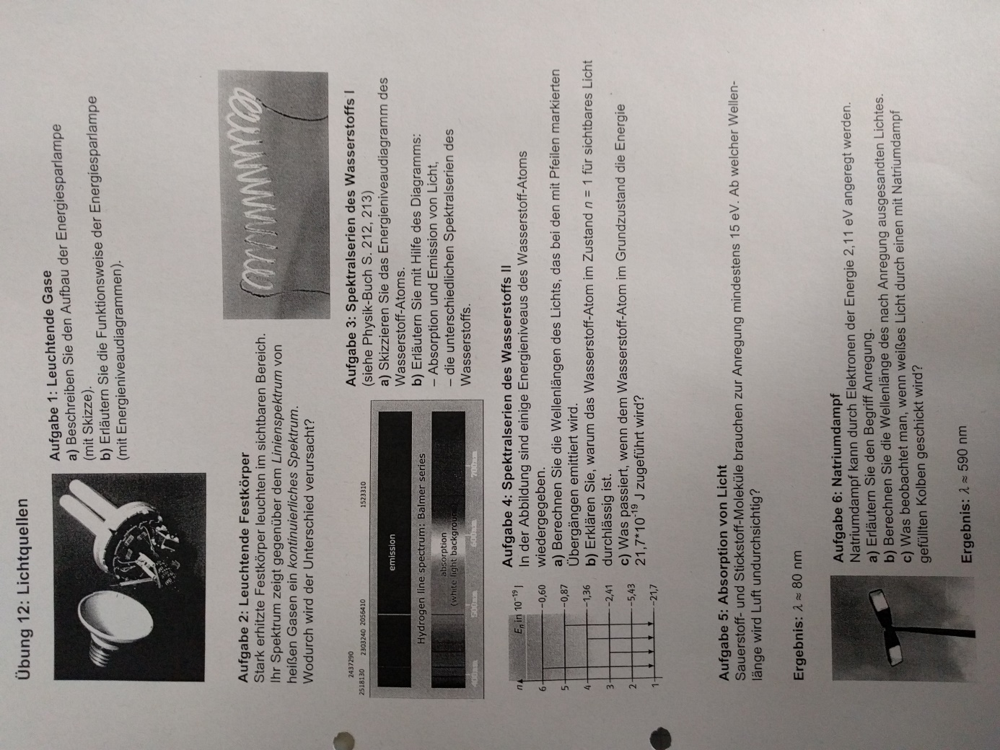 Übung 12: Lichtquellen
Aufgabe 1: Leuchtende Gase
a) Beschreiben Sie den Aufbau der Energiesparlampe
(mit Skizze).
b) Erläutern Sie die Funktionsweise der Energiesparlampe
(mit Energieniveaudiagrammen).
Aufgabe 2: Leuchtende Festkörper
Stark erhitzte Festkörper leuchten im sichtbaren Bereich.
Ihr Spektrum zeigt gegenüber dem Linienspektrum von
heißen Gasen ein kontinuierliches Spektrum.
Wodurch wird der Unterschied verursacht?
2437290
2518130 2303240 2056410 1523310
emission
Hydrogen line spectrum: Balmer series
absorption
(white light background
400nm 500nm 600nm 700nm
Aufgabe 3: Spektralserien des Wasserstoffs I
(siehe Physik-Buch S. 212, 213)
a) Skizzieren Sie das Energieniveaudiagramm des
Wasserstoff-Atoms.
b) Erläutern Sie mit Hilfe des Diagramms:
– Absorption und Emission von Licht,
– die unterschiedlichen Spektralserien des
Wasserstoffs.
n Eₙ in 10⁻¹⁹ J
6 –0,60
5 –0,87
4 –1,36
3 –2,41
2 –5,43
1 –21,7
Aufgabe 4: Spektralserien des Wasserstoffs II
In der Abbildung sind einige Energieniveaus des Wasserstoff-Atoms
wiedergegeben.
a) Berechnen Sie die Wellenlängen des Lichts, das bei den mit Pfeilen markierten
Übergängen emittiert wird.
b) Erklären Sie, warum das Wasserstoff-Atom im Zustand n = 1 für sichtbares Licht
durchlässig ist.
c) Was passiert, wenn dem Wasserstoff-Atom im Grundzustand die Energie
21,7*10⁻¹⁹ J zugeführt wird?
Aufgabe 5: Absorption von Licht
Sauerstoff- und Stickstoff-Moleküle brauchen zur Anregung mindestens 15 eV. Ab welcher Wellen-
länge wird Luft undurchsichtig?
Ergebnis: λ ≈ 80 nm
Aufgabe 6: Natriumdampf
Natriumdampf kann durch Elektronen der Energie 2,11 eV angeregt werden.
a) Erläutern Sie den Begriff Anregung.
b) Berechnen Sie die Wellenlänge des nach Anregung ausgesandten Lichtes.
c) Was beobachtet man, wenn weißes Licht durch einen mit Natriumdampf
gefüllten Kolben geschickt wird?
Ergebnis: λ ≈ 590 nm